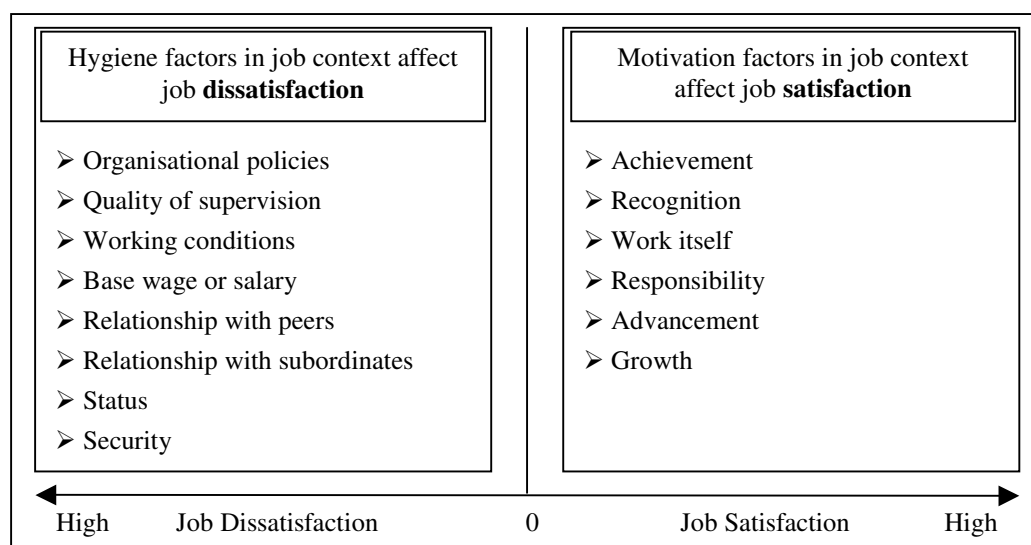 Hygiene factors in job context affect
job dissatisfaction
➢ Organisational policies
➢ Quality of supervision
➢ Working conditions
➢ Base wage or salary
➢ Relationship with peers
➢ Relationship with subordinates
➢ Status
➢ Security
Motivation factors in job context
affect job satisfaction
➢ Achievement
➢ Recognition
➢ Work itself
➢ Responsibility
➢ Advancement
➢ Growth
High Job Dissatisfaction 0 Job Satisfaction High